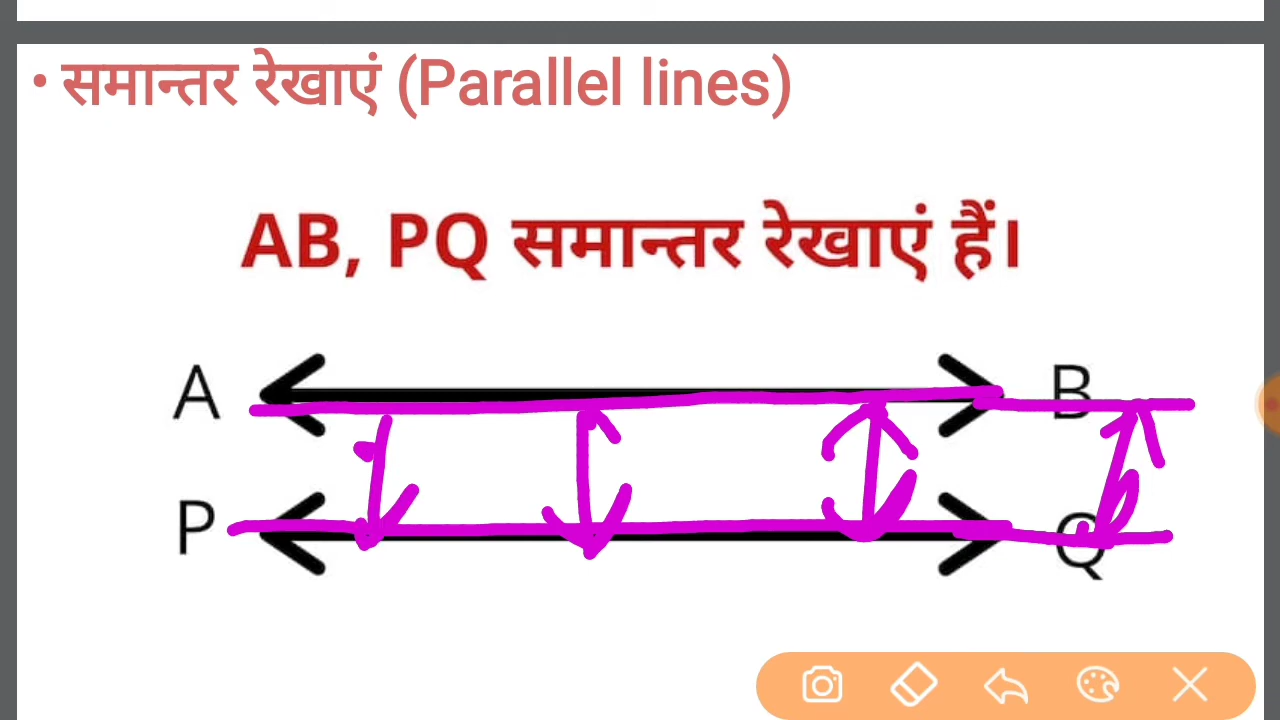 • समान्तर रेखाएं (Parallel lines)
AB, PQ समान्तर रेखाएं हैं।
A B
P Q